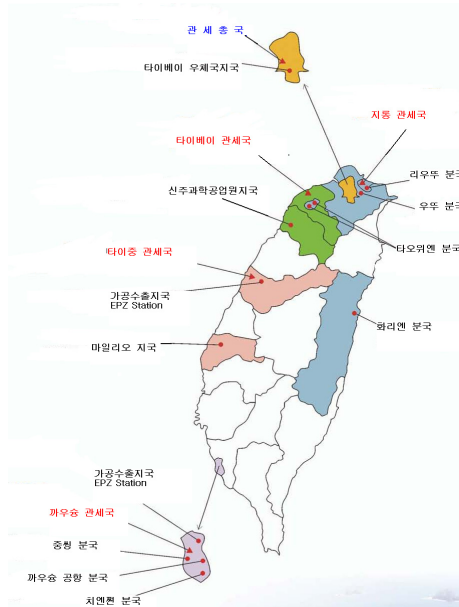 관 세 총 국
타이베이 우체국지국
지룽 관세국
타이베이 관세국
리우뚜 분국
신주과학공업원지국
우뚜 분국
타오위엔 분국
타이중 관세국
가공수출지국
EPZ Station
화리엔 분국
마일리오 지국
가공수출지국
EPZ Station
까우슝 관세국
중씽 분국
까우슝 공항 분국
치엔쩐 분국